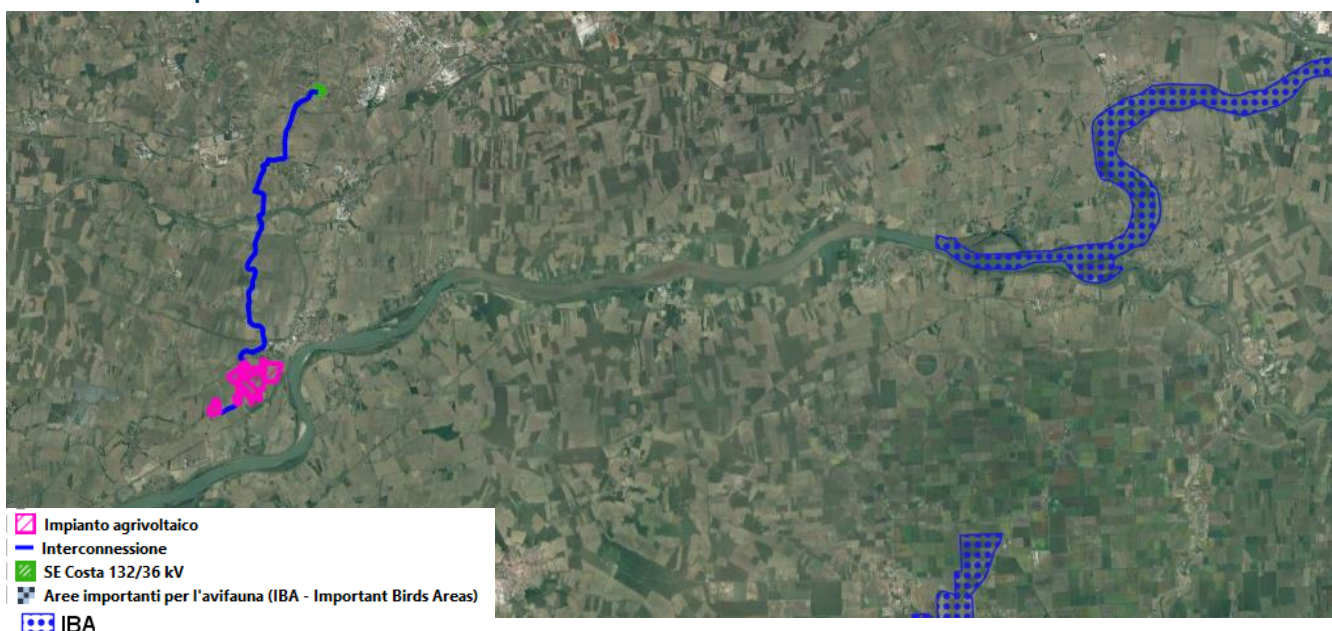 Impianto agrivoltaico
Interconnessione
SE Costa 132/36 kV
Aree importanti per l'avifauna (IBA - Important Birds Areas)
IBA